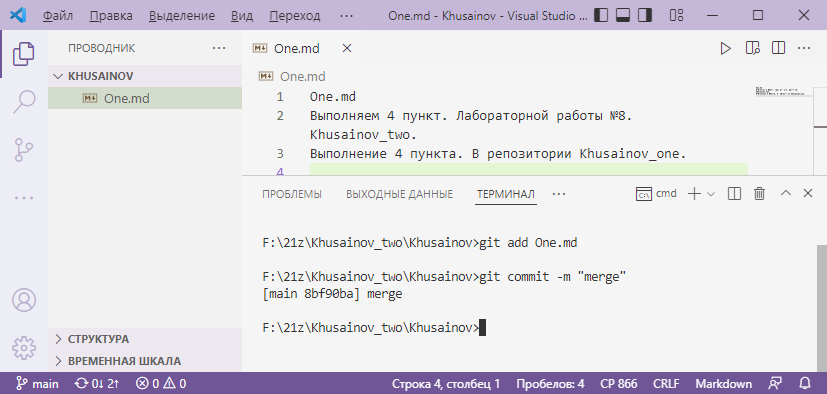 Файл Правка Выделение Вид Переход ··· One.md - Khusainov - Visual Studio ...
ПРОВОДНИК ···
KHUSAINOV
One.md
СТРУКТУРА
ВРЕМЕННАЯ ШКАЛА
One.md
One.md
1 One.md
2 Выполняем 4 пункт. Лабораторной работы №8.
Khusainov_two.
3 Выполнение 4 пункта. В репозитории Khusainov_one.
4
ПРОБЛЕМЫ ВЫХОДНЫЕ ДАННЫЕ ТЕРМИНАЛ ··· cmd
F:\21z\Khusainov_two\Khusainov>git add One.md
F:\21z\Khusainov_two\Khusainov>git commit -m "merge"
[main 8bf90ba] merge
F:\21z\Khusainov_two\Khusainov>
main 0↓ 2↑ 0 0 Строка 4, столбец 1 Пробелов: 4 CP 866 CRLF Markdown